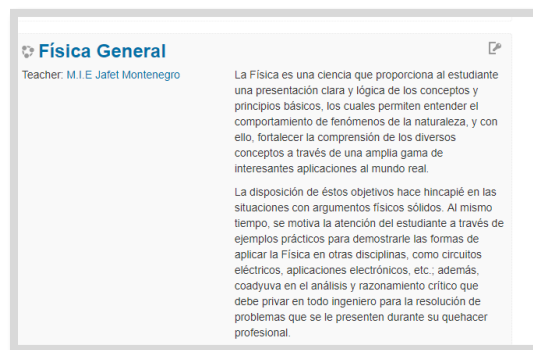 Física General
Teacher: M.I.E Jafet Montenegro
La Física es una ciencia que proporciona al estudiante
una presentación clara y lógica de los conceptos y
principios básicos, los cuales permiten entender el
comportamiento de fenómenos de la naturaleza, y con
ello, fortalecer la comprensión de los diversos
conceptos a través de una amplia gama de
interesantes aplicaciones al mundo real.
La disposición de éstos objetivos hace hincapié en las
situaciones con argumentos físicos sólidos. Al mismo
tiempo, se motiva la atención del estudiante a través de
ejemplos prácticos para demostrarle las formas de
aplicar la Física en otras disciplinas, como circuitos
eléctricos, aplicaciones electrónicos, etc.; además,
coadyuva en el análisis y razonamiento crítico que
debe privar en todo ingeniero para la resolución de
problemas que se le presenten durante su quehacer
profesional.